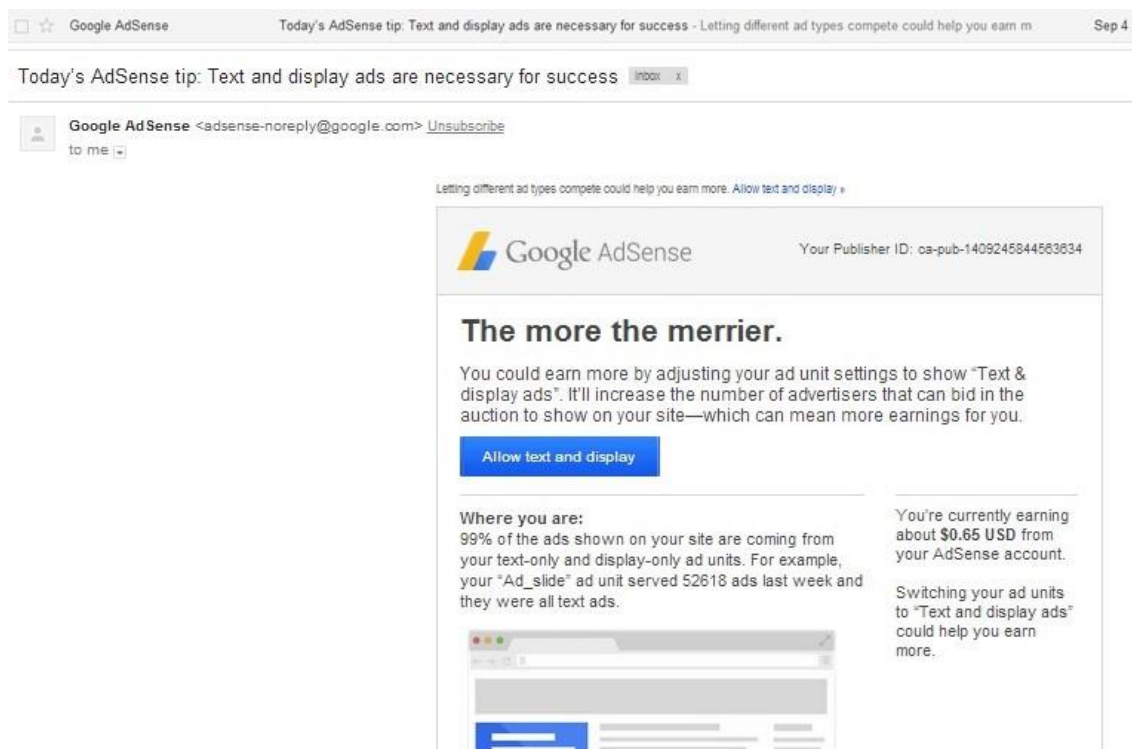 Google AdSense Today's AdSense tip: Text and display ads are necessary for success - Letting different ad types compete could help you earn m Sep 4
Today's AdSense tip: Text and display ads are necessary for success Inbox x
Google AdSense <adsense-noreply@google.com> Unsubscribe
to me
Letting different ad types compete could help you earn more. Allow text and display »
Google AdSense
Your Publisher ID: ca-pub-1409245844563634
The more the merrier.
You could earn more by adjusting your ad unit settings to show “Text &
display ads”. It'll increase the number of advertisers that can bid in the
auction to show on your site—which can mean more earnings for you.
Allow text and display
Where you are:
99% of the ads shown on your site are coming from
your text-only and display-only ad units. For example,
your “Ad_slide” ad unit served 52618 ads last week and
they were all text ads.
You're currently earning
about $0.65 USD from
your AdSense account.
Switching your ad units
to “Text and display ads”
could help you earn
more.